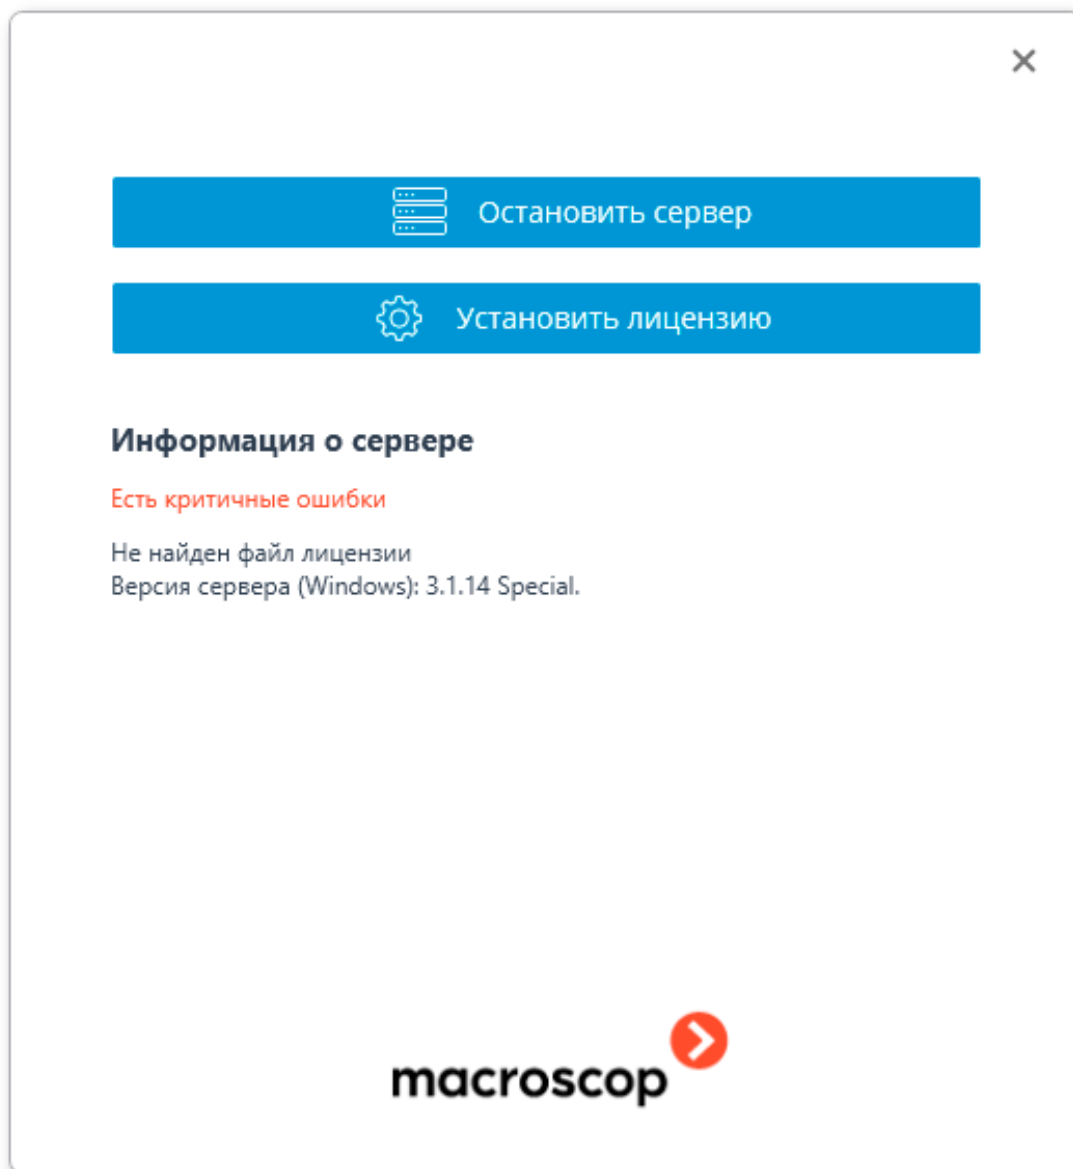 Остановить сервер
Установить лицензию
Информация о сервере
Есть критичные ошибки
Не найден файл лицензии
Версия сервера (Windows): 3.1.14 Special.
macroscop